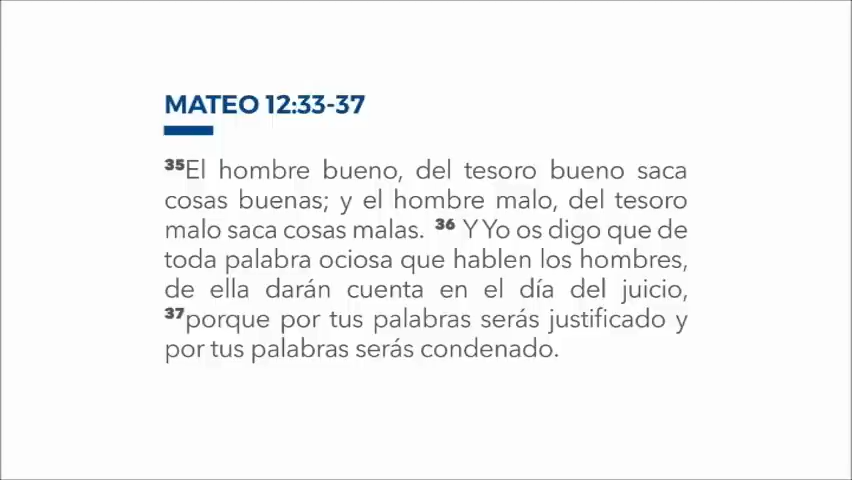 MATEO 12:33-37
35El hombre bueno, del tesoro bueno saca
cosas buenas; y el hombre malo, del tesoro
malo saca cosas malas. 36 Y Yo os digo que de
toda palabra ociosa que hablen los hombres,
de ella darán cuenta en el día del juicio,
37porque por tus palabras serás justificado y
por tus palabras serás condenado.